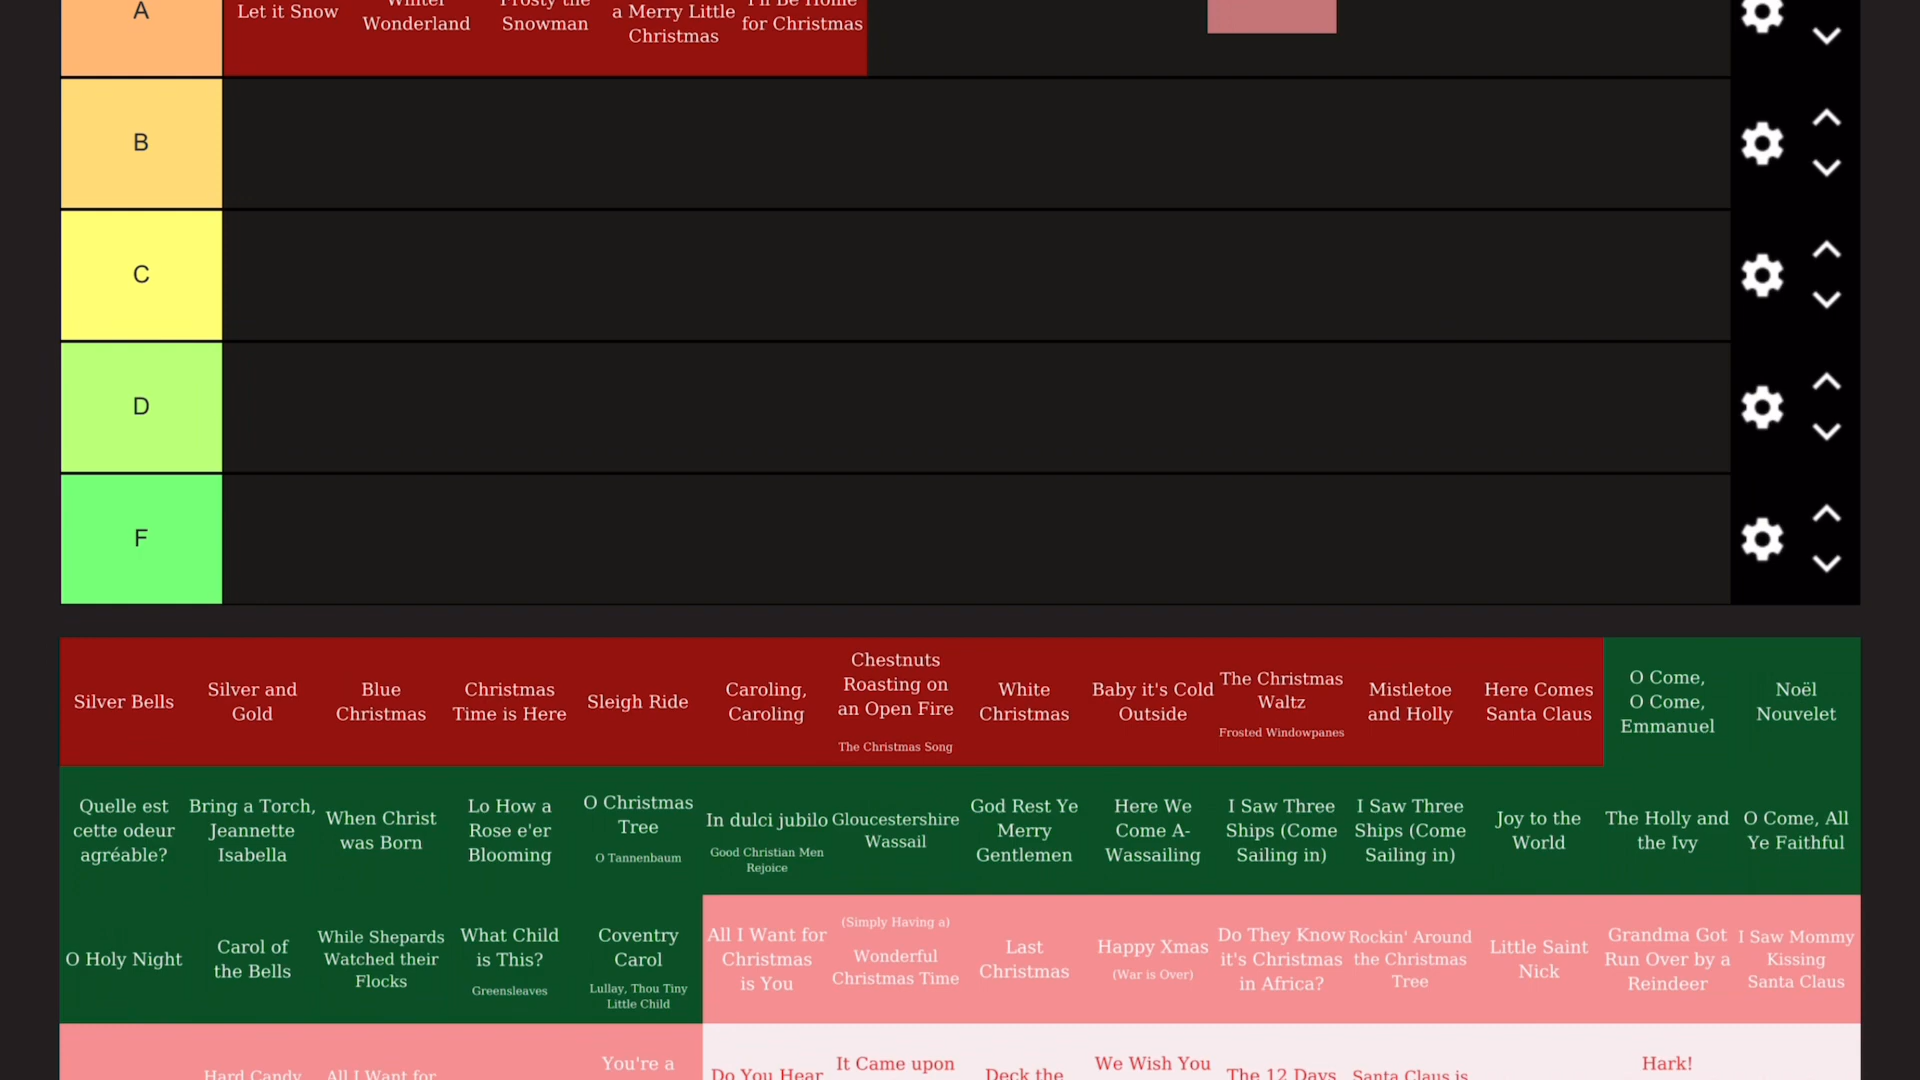 A
Let it Snow
Winter
Wonderland
Frosty the
Snowman
a Merry Little
Christmas
I'll Be Home
for Christmas
B
C
D
F
Silver Bells
Silver and
Gold
Blue
Christmas
Christmas
Time is Here
Sleigh Ride
Caroling,
Caroling
Chestnuts
Roasting on
an Open Fire
The Christmas Song
White
Christmas
Baby it's Cold
Outside
The Christmas
Waltz
Frosted Windowpanes
Mistletoe
and Holly
Here Comes
Santa Claus
O Come,
O Come,
Emmanuel
Noël
Nouvelet
Quelle est
cette odeur
agréable?
Bring a Torch,
Jeannette
Isabella
When Christ
was Born
Lo How a
Rose e'er
Blooming
O Christmas
Tree
O Tannenbaum
In dulci jubilo
Good Christian Men
Rejoice
Gloucestershire
Wassail
God Rest Ye
Merry
Gentlemen
Here We
Come A-
Wassailing
I Saw Three
Ships (Come
Sailing in)
I Saw Three
Ships (Come
Sailing in)
Joy to the
World
The Holly and
the Ivy
O Come, All
Ye Faithful
O Holy Night
Carol of
the Bells
While Shepards
Watched their
Flocks
What Child
is This?
Greensleaves
Coventry
Carol
Lullay, Thou Tiny
Little Child
All I Want for
Christmas
is You
(Simply Having a)
Wonderful
Christmas Time
Last
Christmas
Happy Xmas
(War is Over)
Do They Know
it's Christmas
in Africa?
Rockin' Around
the Christmas
Tree
Little Saint
Nick
Grandma Got
Run Over by a
Reindeer
I Saw Mommy
Kissing
Santa Claus
Hard Candy
All I Want for
You're a
Do You Hear
It Came upon
Deck the
We Wish You
The 12 Days
Santa Claus is
Hark!